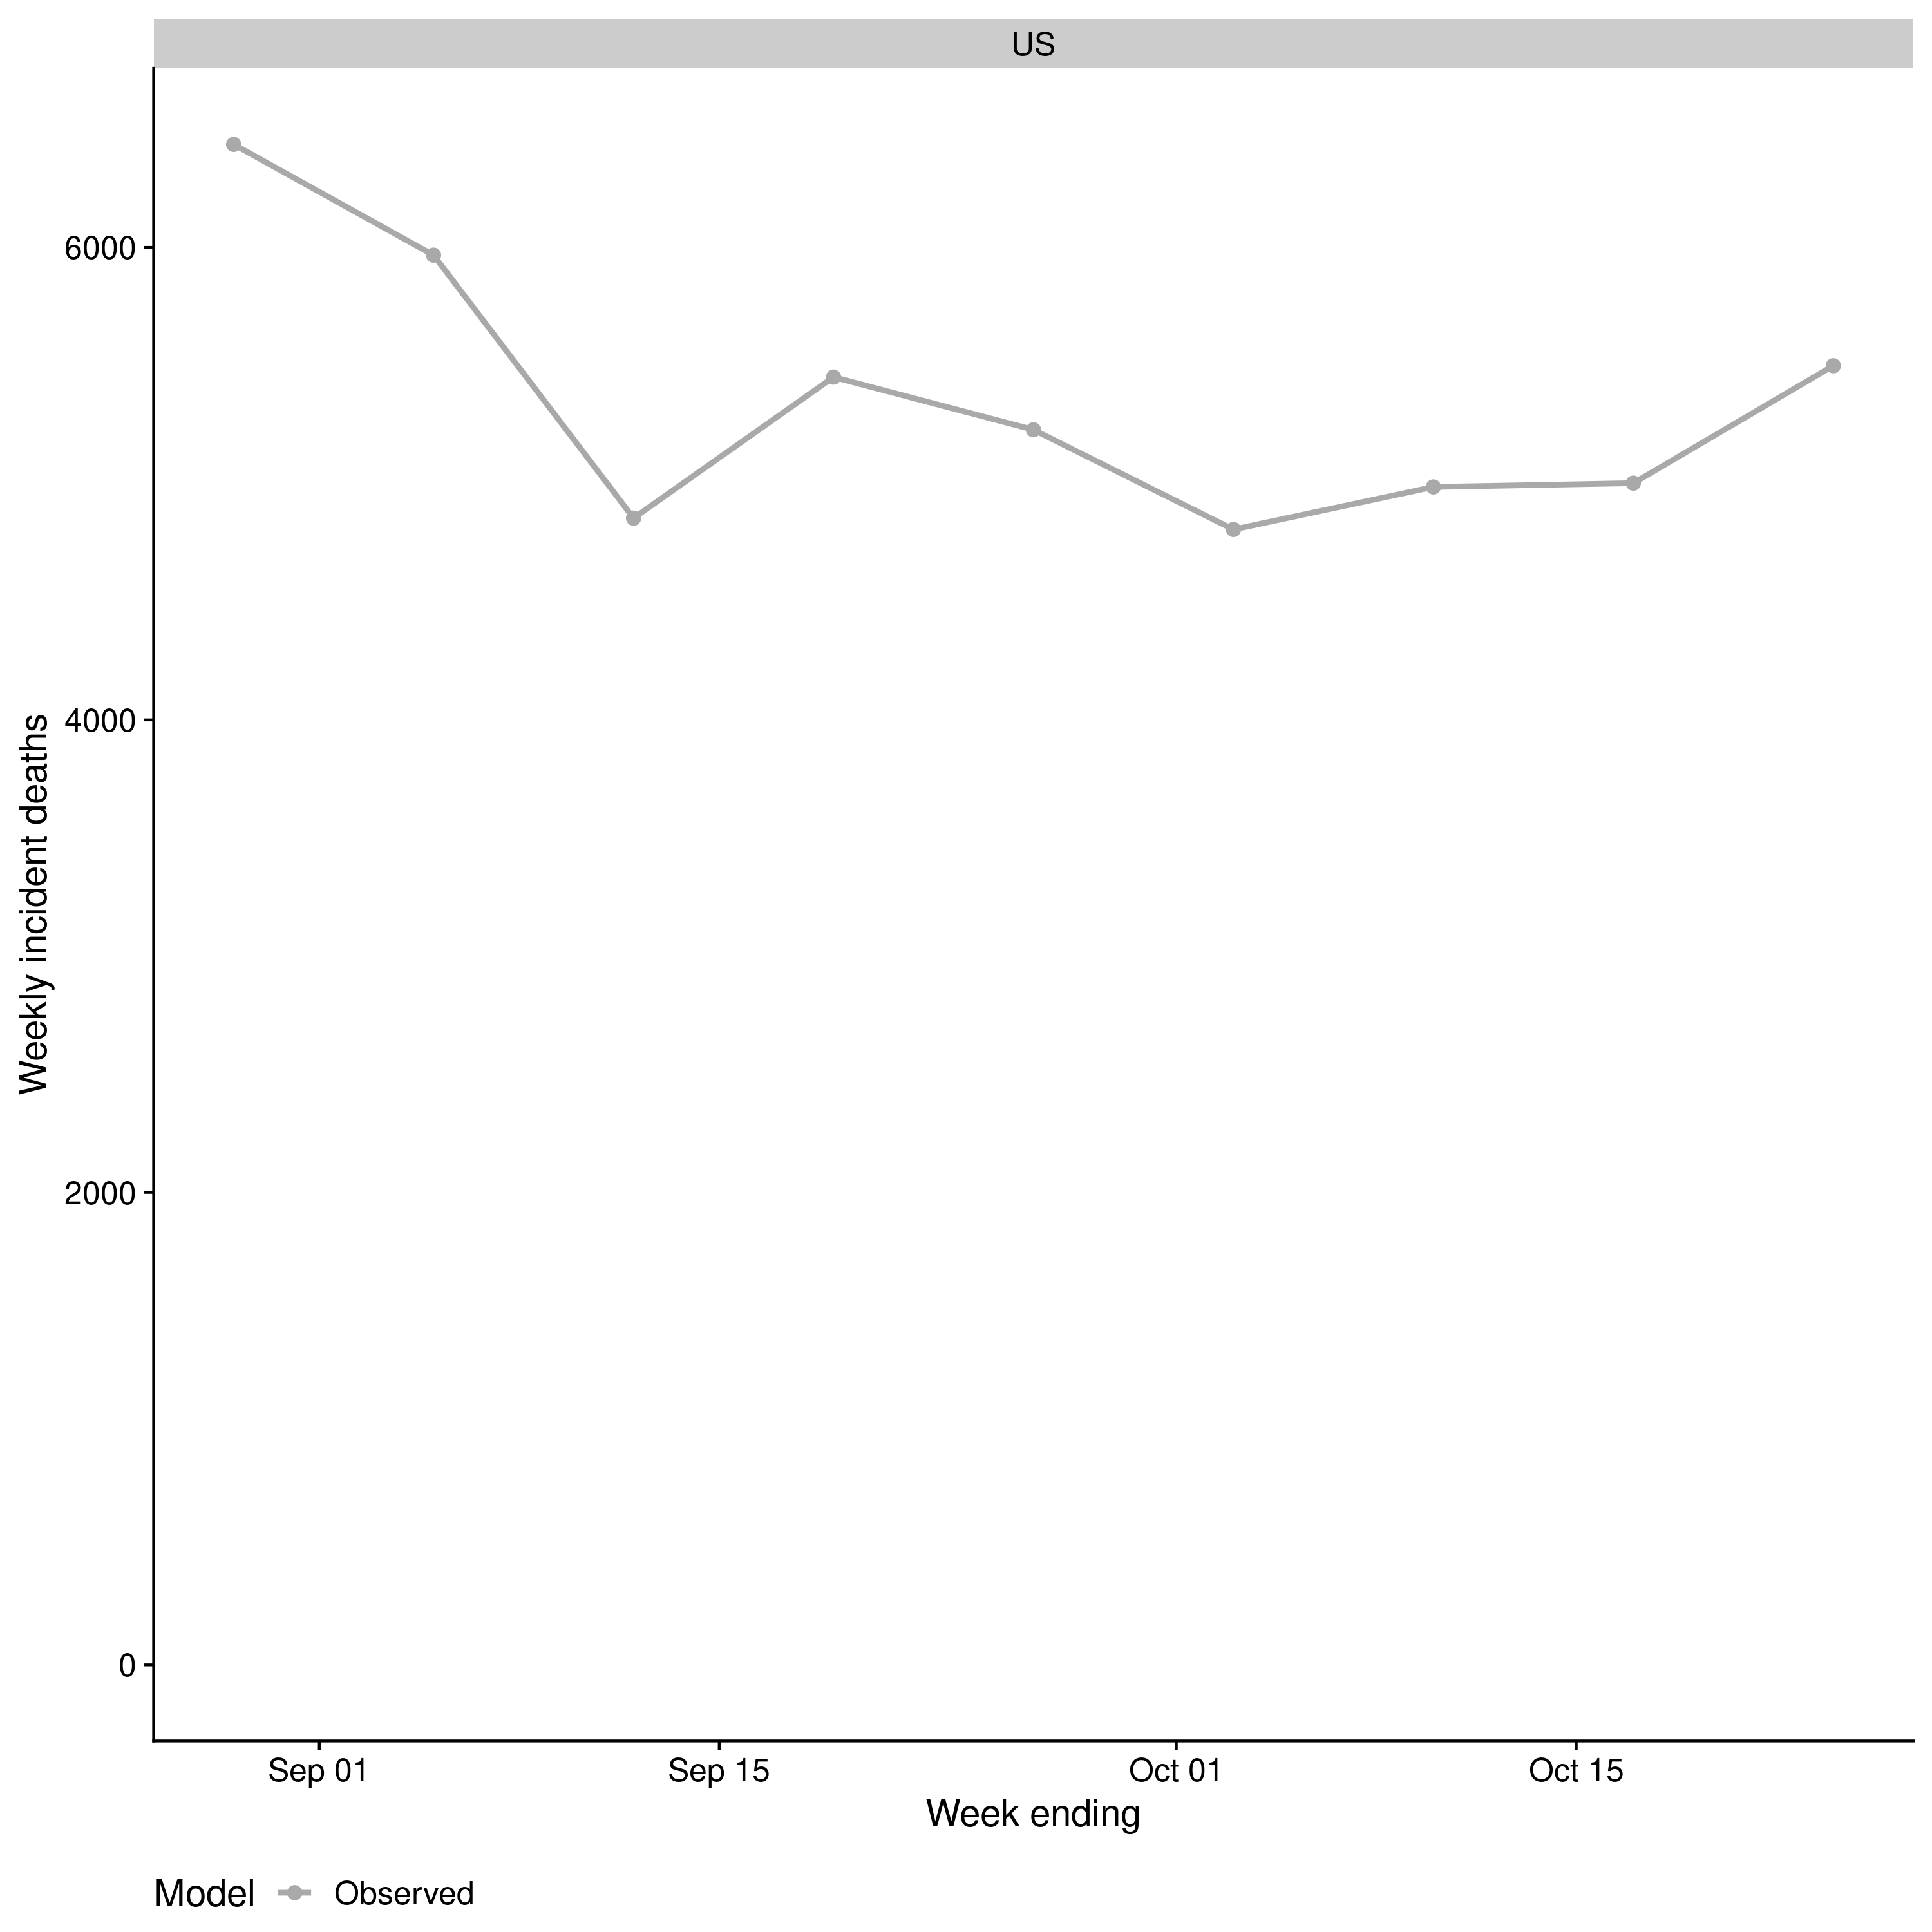 US
Weekly incident deaths
6000
4000
2000
0
Sep 01 Sep 15 Oct 01 Oct 15
Week ending
Model Observed